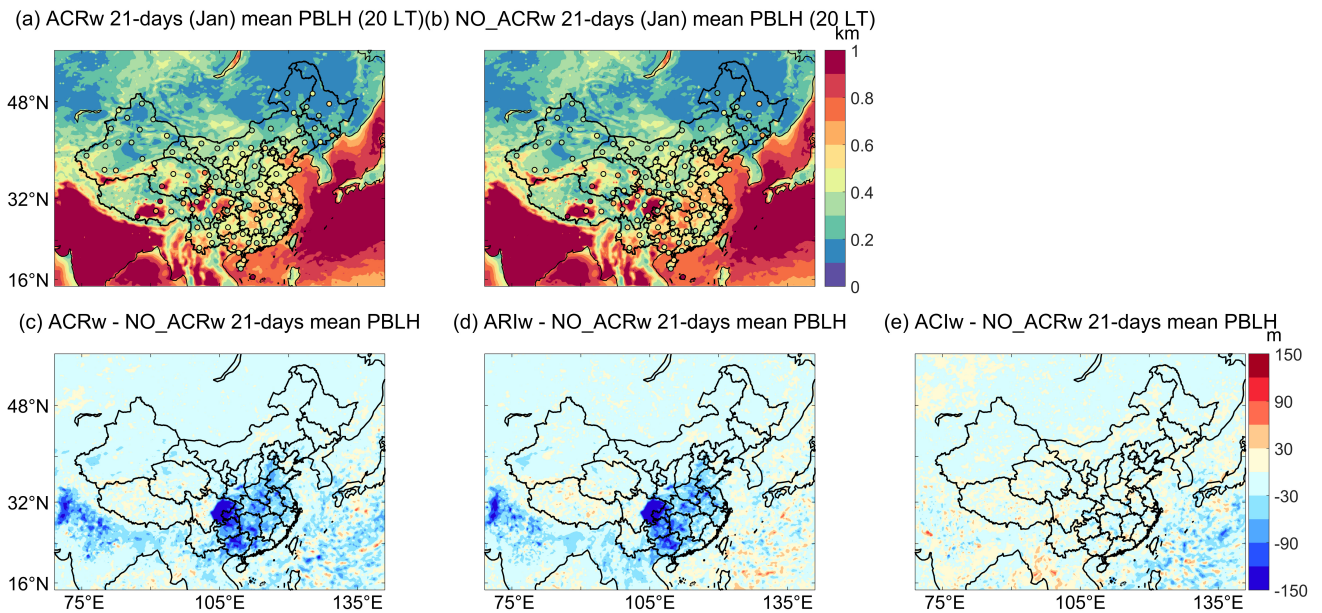 (a) ACRw 21-days (Jan) mean PBLH (20 LT)
(b) NO_ACRw 21-days (Jan) mean PBLH (20 LT)
km
1
0.8
0.6
0.4
0.2
0
48°N
32°N
16°N
(c) ACRw - NO_ACRw 21-days mean PBLH
(d) ARIw - NO_ACRw 21-days mean PBLH
(e) ACIw - NO_ACRw 21-days mean PBLH
m
150
90
30
-30
-90
-150
48°N
32°N
16°N
75°E 105°E 135°E
75°E 105°E 135°E
75°E 105°E 135°E